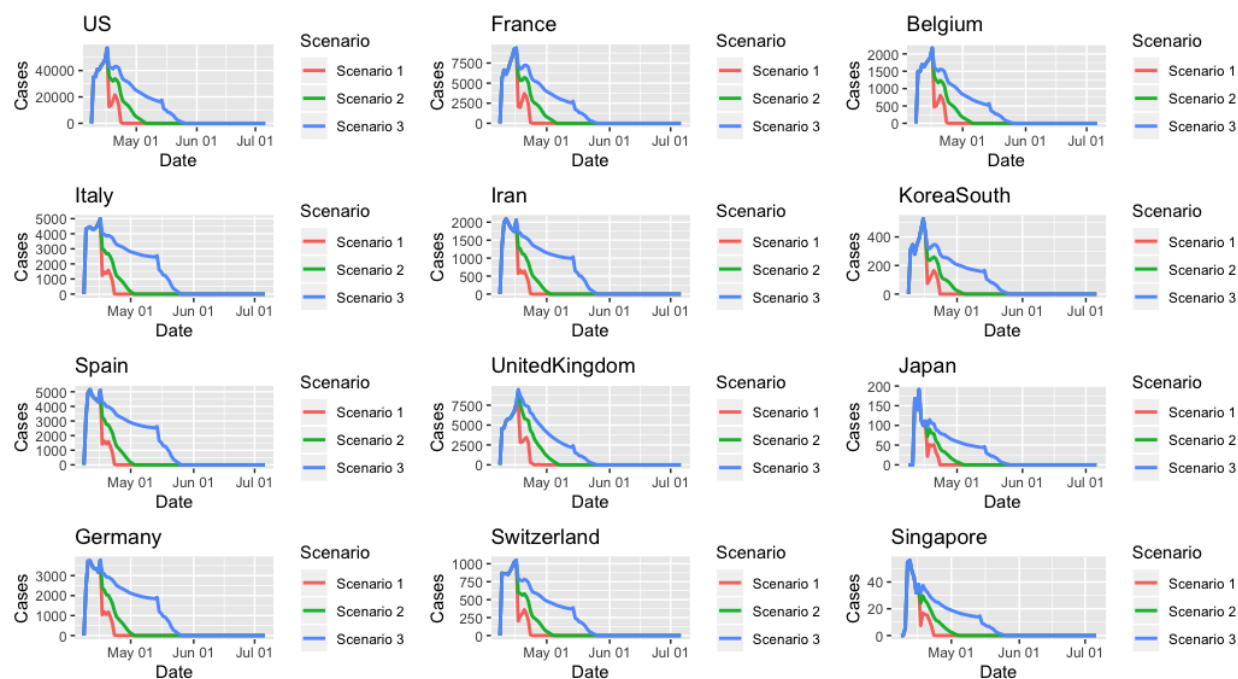 US
Cases
40000
20000
0
May 01 Jun 01 Jul 01
Date
Scenario
Scenario 1
Scenario 2
Scenario 3
France
Cases
7500
5000
2500
0
May 01 Jun 01 Jul 01
Date
Scenario
Scenario 1
Scenario 2
Scenario 3
Belgium
Cases
2000
1500
1000
500
0
May 01 Jun 01 Jul 01
Date
Scenario
Scenario 1
Scenario 2
Scenario 3
Italy
Cases
5000
4000
3000
2000
1000
0
May 01 Jun 01 Jul 01
Date
Scenario
Scenario 1
Scenario 2
Scenario 3
Iran
Cases
2000
1500
1000
500
0
May 01 Jun 01 Jul 01
Date
Scenario
Scenario 1
Scenario 2
Scenario 3
KoreaSouth
Cases
400
200
0
May 01 Jun 01 Jul 01
Date
Scenario
Scenario 1
Scenario 2
Scenario 3
Spain
Cases
5000
4000
3000
2000
1000
0
May 01 Jun 01 Jul 01
Date
Scenario
Scenario 1
Scenario 2
Scenario 3
UnitedKingdom
Cases
7500
5000
2500
0
May 01 Jun 01 Jul 01
Date
Scenario
Scenario 1
Scenario 2
Scenario 3
Japan
Cases
200
150
100
50
0
May 01 Jun 01 Jul 01
Date
Scenario
Scenario 1
Scenario 2
Scenario 3
Germany
Cases
3000
2000
1000
0
May 01 Jun 01 Jul 01
Date
Scenario
Scenario 1
Scenario 2
Scenario 3
Switzerland
Cases
1000
750
500
250
0
May 01 Jun 01 Jul 01
Date
Scenario
Scenario 1
Scenario 2
Scenario 3
Singapore
Cases
40
20
0
May 01 Jun 01 Jul 01
Date
Scenario
Scenario 1
Scenario 2
Scenario 3